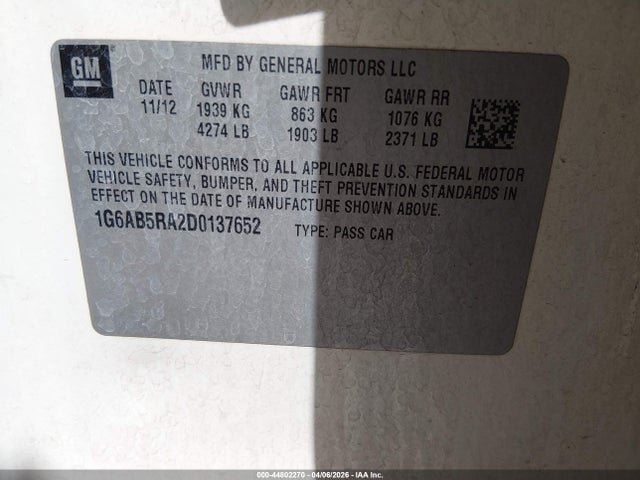 GM
MFD BY GENERAL MOTORS LLC
DATE GVWR GAWR FRT GAWR RR
11/12 1939 KG 863 KG 1076 KG
4274 LB 1903 LB 2371 LB
THIS VEHICLE CONFORMS TO ALL APPLICABLE U.S. FEDERAL MOTOR
VEHICLE SAFETY, BUMPER, AND THEFT PREVENTION STANDARDS IN
EFFECT ON THE DATE OF MANUFACTURE SHOWN ABOVE.
1G6AB5RA2D0137652 TYPE: PASS CAR
000-44802270 - 04/06/2026 - IAA Inc.